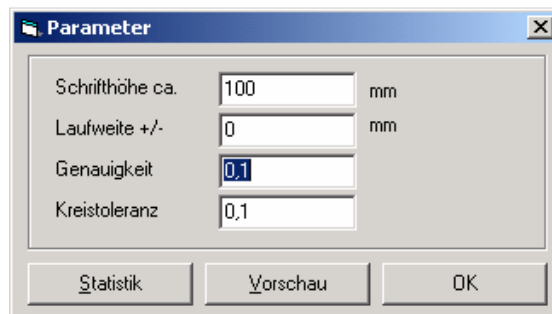 Parameter
Schrifthöhe ca. 100 mm
Laufweite +/- 0 mm
Genauigkeit 0,1
Kreistoleranz 0,1
Statistik Vorschau OK